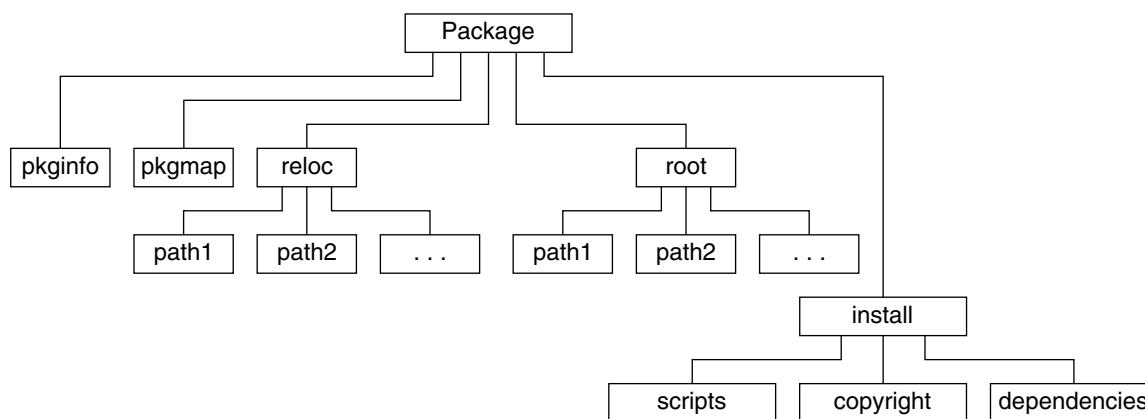 Package
pkginfo
pkgmap
reloc
root
path1
path2
. . .
path1
path2
. . .
install
scripts
copyright
dependencies